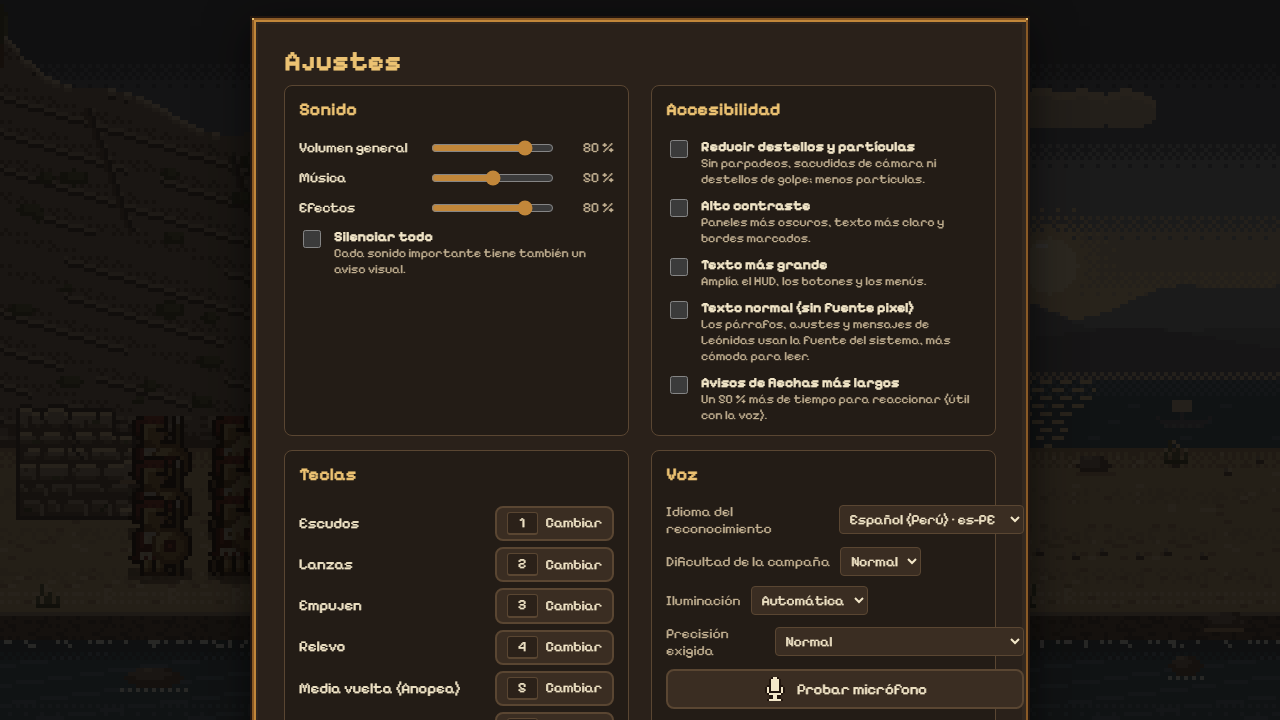 Ajustes
Sonido
Volumen general 80 %
Música 50 %
Efectos 80 %
Silenciar todo
Cada sonido importante tiene también un
aviso visual.
Accesibilidad
Reducir destellos y partículas
Sin parpadeos, sacudidas de cámara ni
destellos de golpe; menos partículas.
Alto contraste
Paneles más oscuros, texto más claro y
bordes marcados.
Texto más grande
Amplía el HUD, los botones y los menús.
Texto normal (sin fuente pixel)
Los párrafos, ajustes y mensajes de
Leónidas usan la fuente del sistema, más
cómoda para leer.
Avisos de flechas más largos
Un 50 % más de tiempo para reaccionar (útil
con la voz).
Teclas
Escudos 1 Cambiar
Lanzas 2 Cambiar
Empujen 3 Cambiar
Relevo 4 Cambiar
Media vuelta (Anopea) 5 Cambiar
Voz
Idioma del
reconocimiento
Español (Perú) · es-PE
Dificultad de la campaña Normal
Iluminación Automática
Precisión
exigida
Normal
Probar micrófono